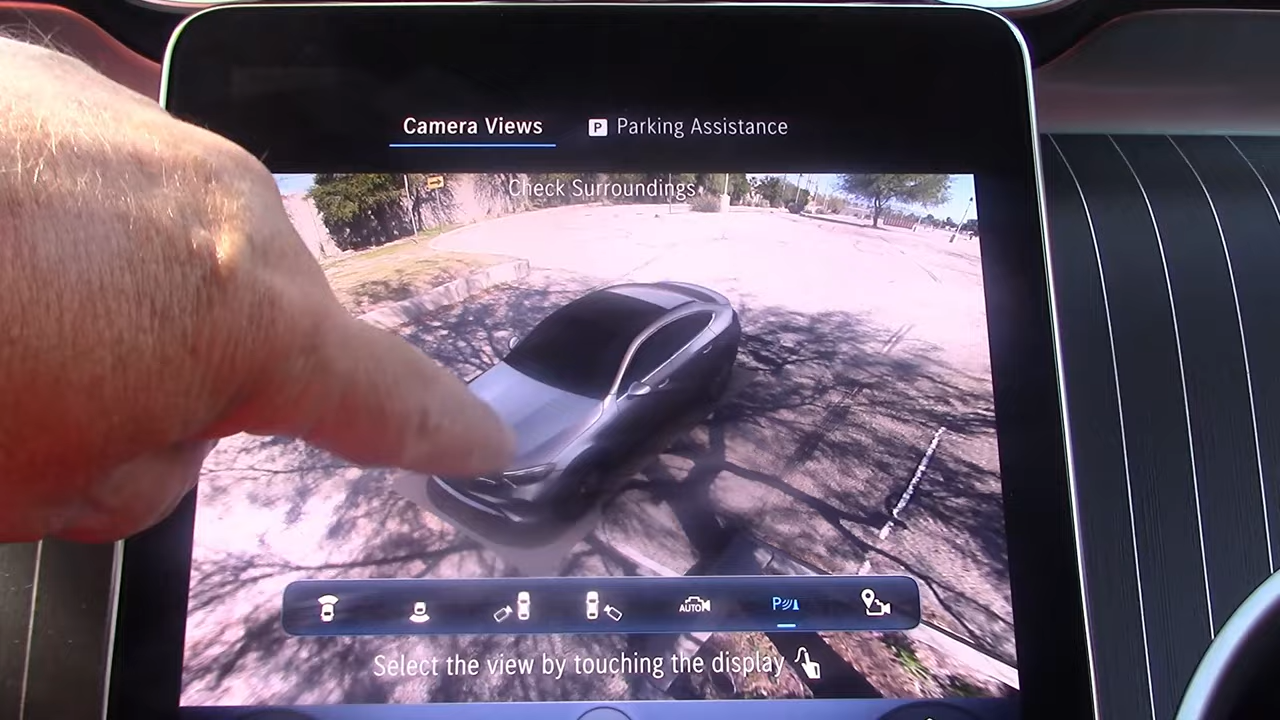 Camera Views
P Parking Assistance
Check Surroundings
AUTO
P
Select the view by touching the display